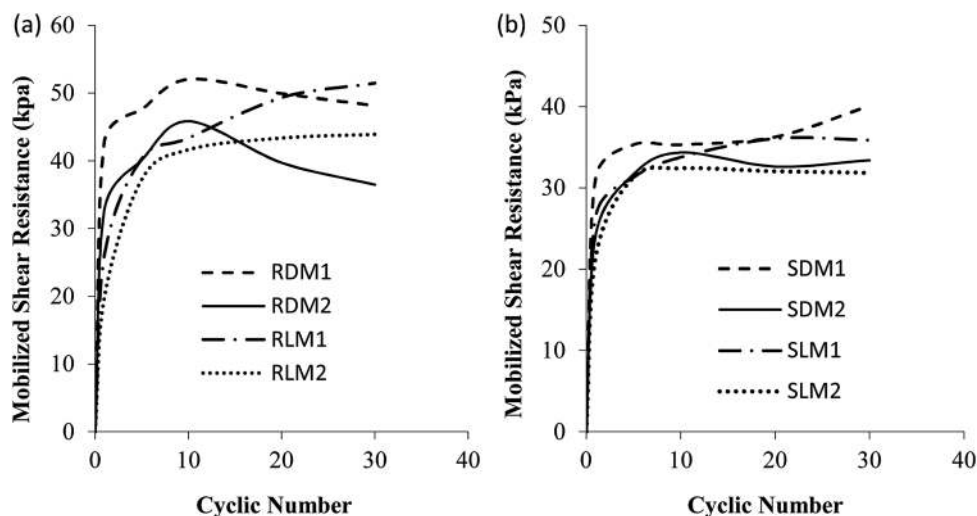 (a)
Mobilized Shear Resistance (kpa)
60
50
40
30
20
10
0
RDM1
RDM2
RLM1
RLM2
0 10 20 30 40
Cyclic Number
(b)
Mobilized Shear Resistance (kPa)
50
40
30
20
10
0
SDM1
SDM2
SLM1
SLM2
0 10 20 30 40
Cyclic Number